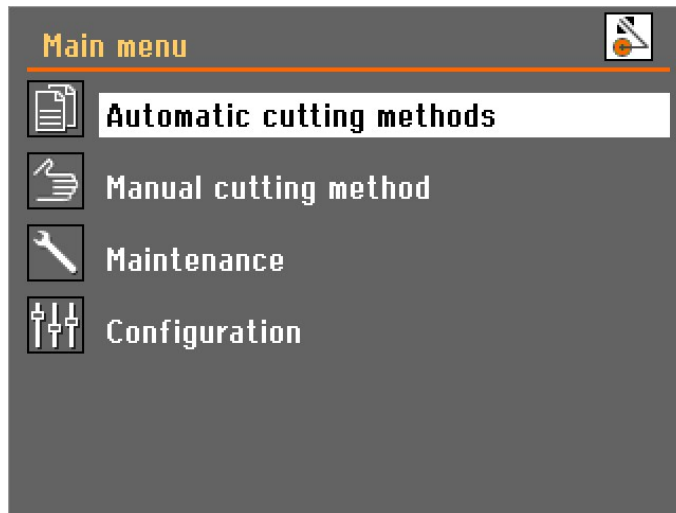 Main menu
Automatic cutting methods
Manual cutting method
Maintenance
Configuration